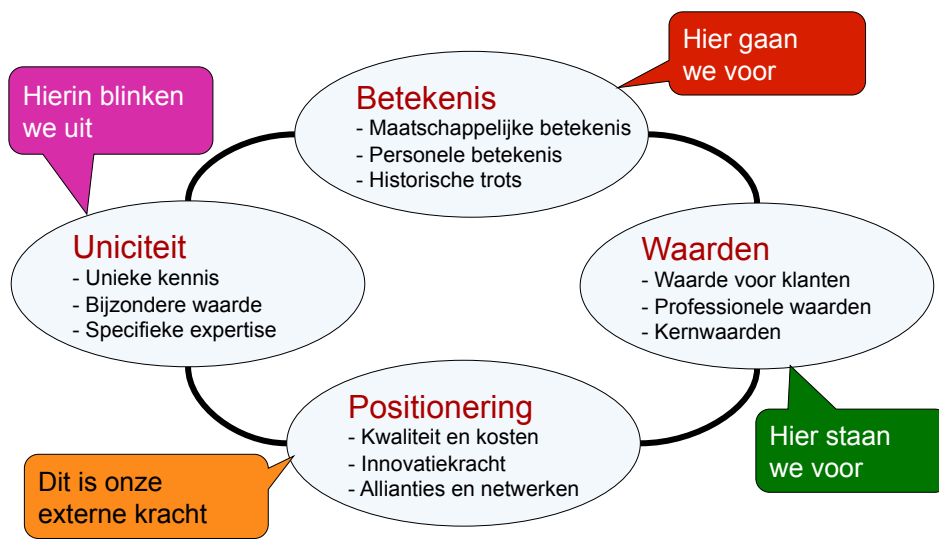 Hier gaan
we voor
Hierin blinken
we uit
Betekenis
- Maatschappelijke betekenis
- Personele betekenis
- Historische trots
Uniciteit
- Unieke kennis
- Bijzondere waarde
- Specifieke expertise
Waarden
- Waarde voor klanten
- Professionele waarden
- Kernwaarden
Positionering
- Kwaliteit en kosten
- Innovatiekracht
- Allianties en netwerken
Hier staan
we voor
Dit is onze
externe kracht